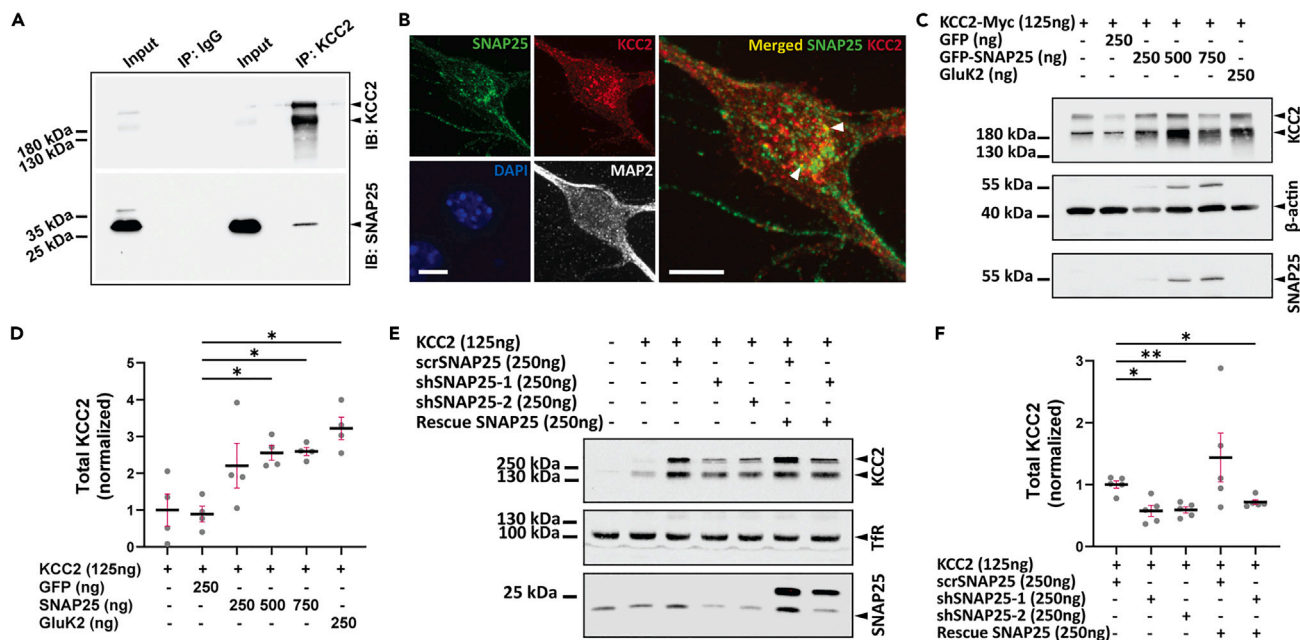 A
Input
IP: IgG
Input
IP: KCC2
180 kDa
130 kDa
IB: KCC2
35 kDa
25 kDa
IB: SNAP25
B
SNAP25
KCC2
Merged SNAP25 KCC2
DAPI
MAP2
C
KCC2-Myc (125ng) + + + + + +
GFP (ng) - 250 - - - -
GFP-SNAP25 (ng) - - 250 500 750 -
GluK2 (ng) - - - - - 250
180 kDa
130 kDa
KCC2
55 kDa
40 kDa
β-actin
55 kDa
SNAP25
D
Total KCC2
(normalized)
5
4
3
2
1
0
*
*
*
KCC2 (125ng) + + + + + +
GFP (ng) - 250 - - - -
SNAP25 (ng) - - 250 500 750 -
GluK2 (ng) - - - - - 250
E
KCC2 (125ng) - + + + + + +
scrSNAP25 (250ng) - - + - - + -
shSNAP25-1 (250ng) - - - + - - +
shSNAP25-2 (250ng) - - - - + - -
Rescue SNAP25 (250ng) - - - - - + +
250 kDa
130 kDa
KCC2
130 kDa
100 kDa
TfR
25 kDa
SNAP25
F
Total KCC2
(normalized)
3
2
1
0
*
**
*
KCC2 (125ng) + + + + +
scrSNAP25 (250ng) + - - + -
shSNAP25-1 (250ng) - + - - +
shSNAP25-2 (250ng) - - + - -
Rescue SNAP25 (250ng) - - - + +